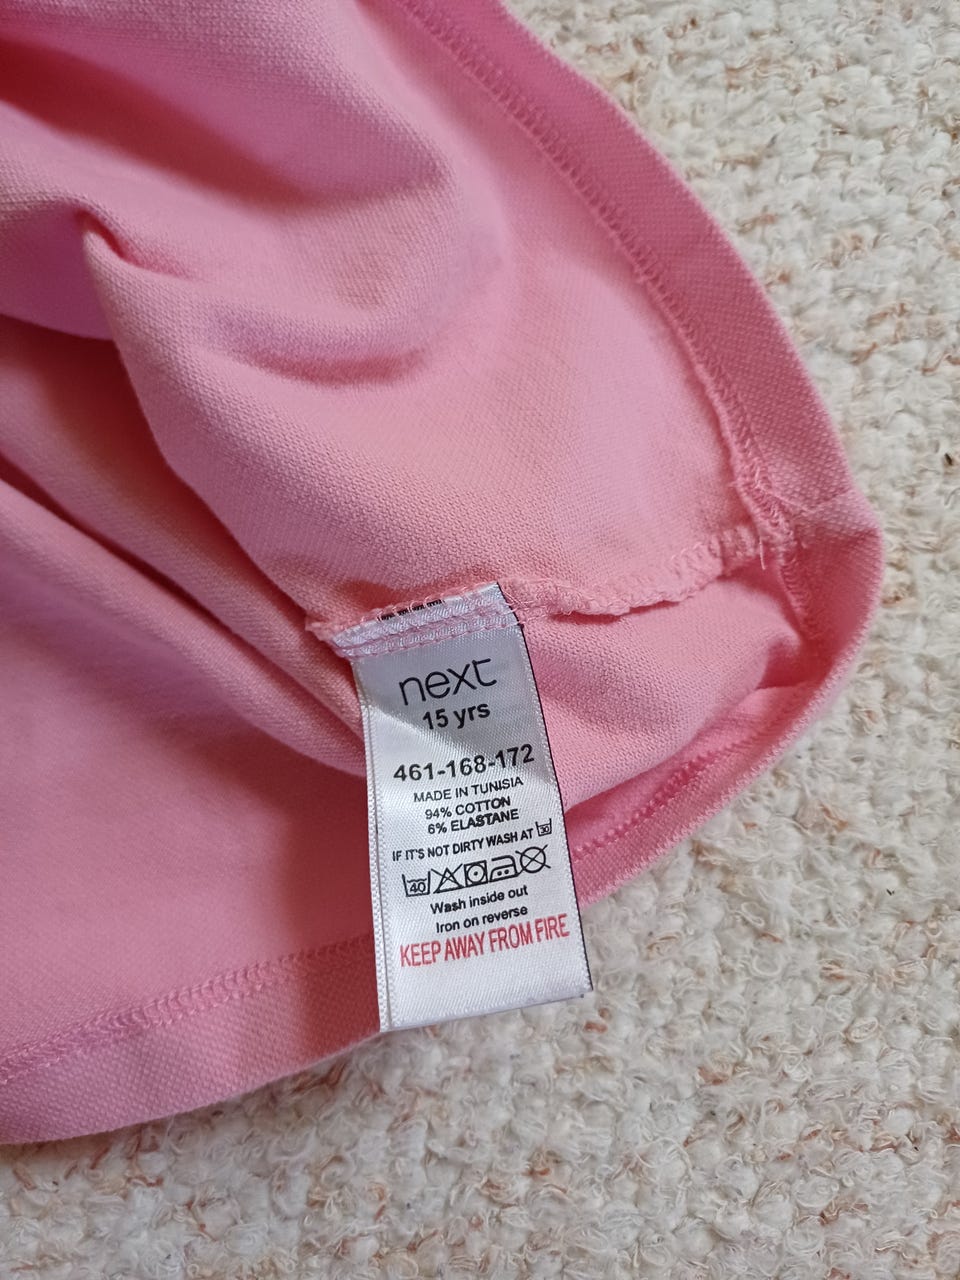 next
15 yrs
461-168-172
MADE IN TUNISIA
94% COTTON
6% ELASTANE
IF IT'S NOT DIRTY WASH AT 30
40
Wash inside out
Iron on reverse
KEEP AWAY FROM FIRE